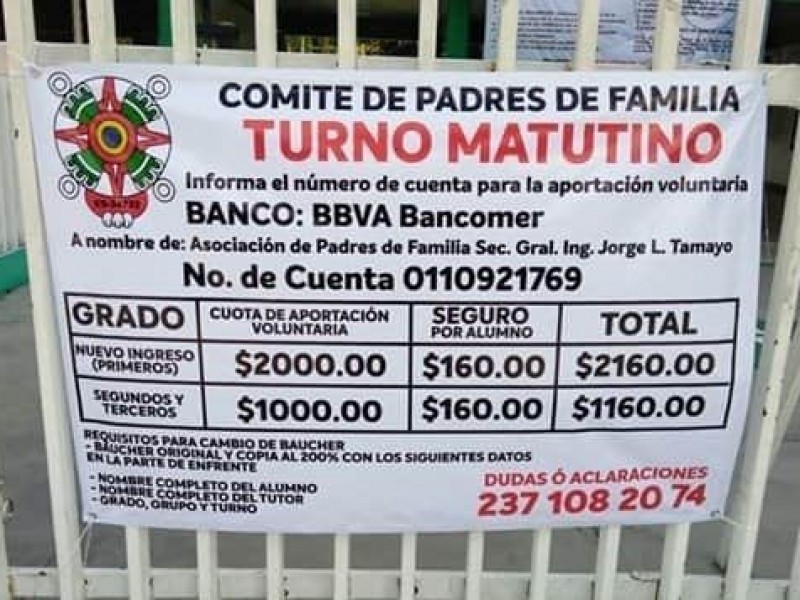 COMITE DE PADRES DE FAMILIA
TURNO MATUTINO
Informa el número de cuenta para la aportación voluntaria
BANCO: BBVA Bancomer
A nombre de: Asociación de Padres de Familia Sec. Gral. Ing. Jorge L. Tamayo
No. de Cuenta 0110921769
GRADO CUOTA DE APORTACIÓN VOLUNTARIA SEGURO POR ALUMNO TOTAL
NUEVO INGRESO (PRIMEROS) $2000.00 $160.00 $2160.00
SEGUNDOS Y TERCEROS $1000.00 $160.00 $1160.00
REQUISITOS PARA CAMBIO DE BAUCHER
- BAUCHER ORIGINAL Y COPIA AL 200% CON LOS SIGUIENTES DATOS
EN LA PARTE DE ENFRENTE
- NOMBRE COMPLETO DEL ALUMNO
- NOMBRE COMPLETO DEL TUTOR
- GRADO, GRUPO Y TURNO
DUDAS Ó ACLARACIONES
237 108 20 74